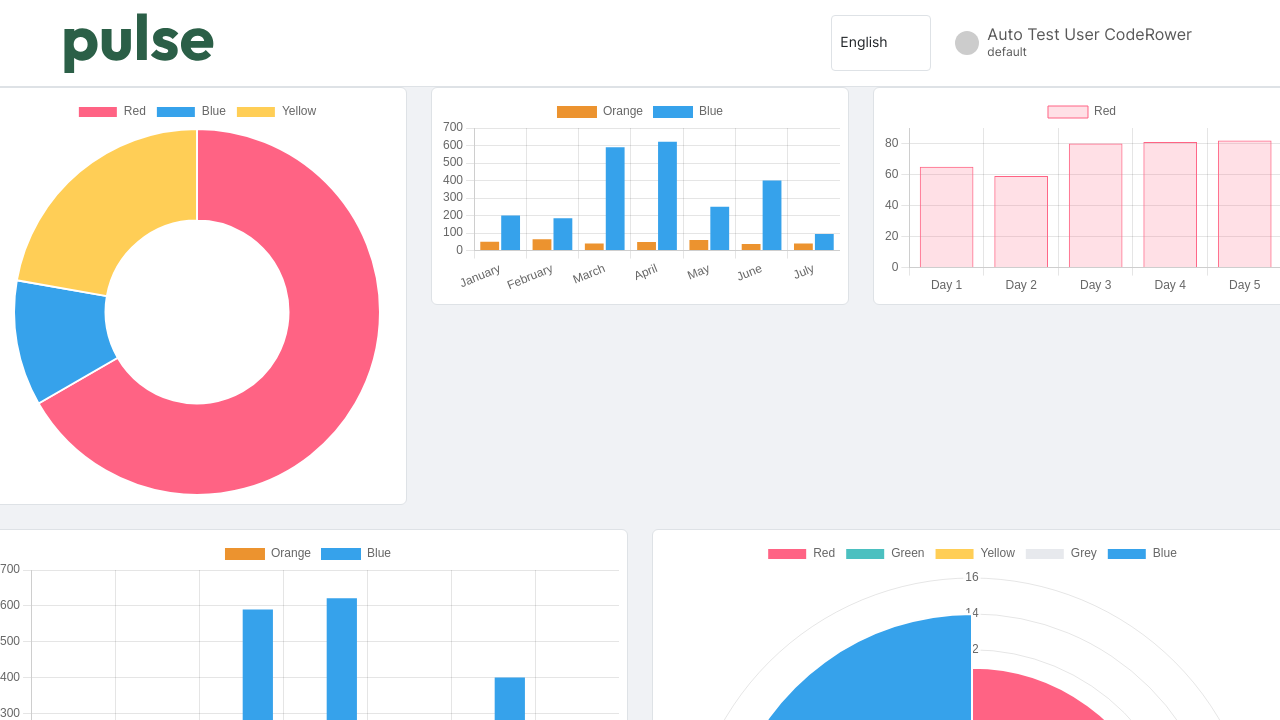 pulse
English
Auto Test User CodeRower
default
Red Blue Yellow
Orange Blue
700
600
500
400
300
200
100
0
January February March April May June July
Red
80
60
40
20
0
Day 1 Day 2 Day 3 Day 4 Day 5
Orange Blue
700
600
500
400
300
Red Green Yellow Grey Blue
16
14
2